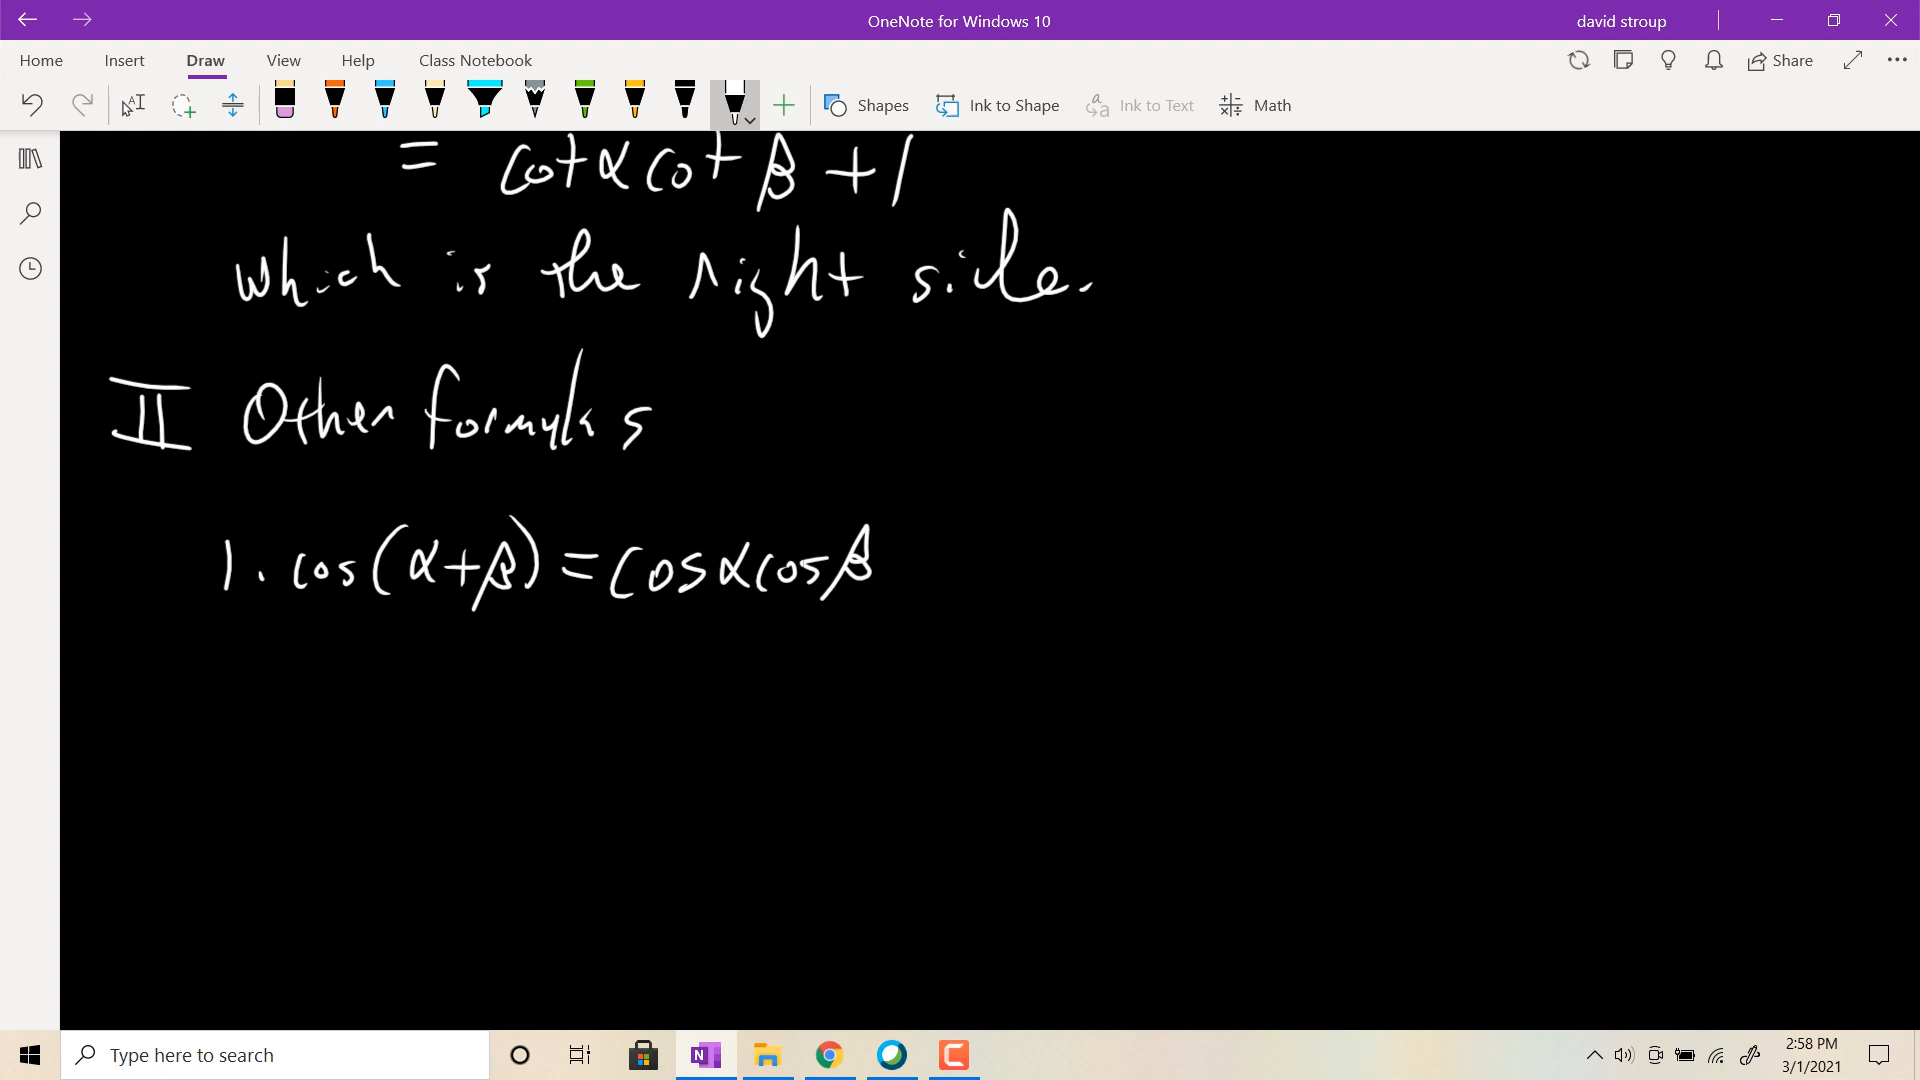 OneNote for Windows 10
david stroup
Home Insert Draw View Help Class Notebook
Share
Shapes Ink to Shape Ink to Text Math
= cot α cot β + 1
which is the right side.
II Other formulas
1. cos(α+β) = cos α cos β
Type here to search
2:58 PM
3/1/2021